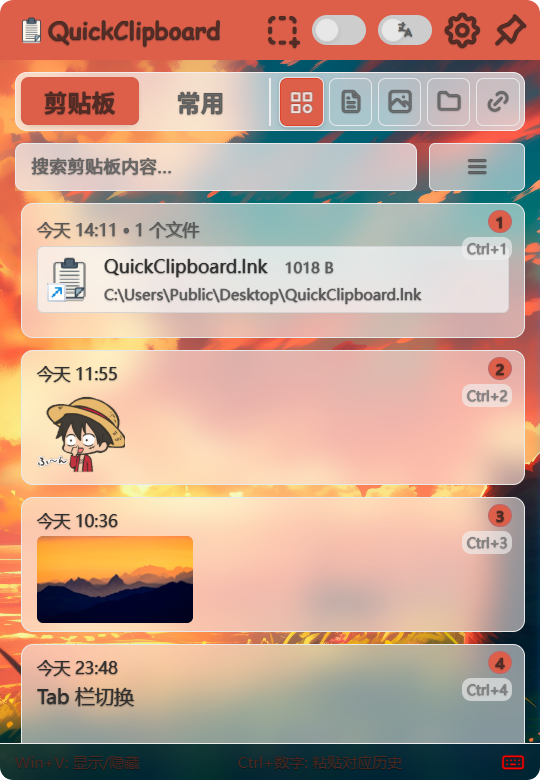 QuickClipboard
剪贴板 常用
搜索剪贴板内容...
今天 14:11 • 1 个文件 1
Ctrl+1
QuickClipboard.lnk 1018 B
C:\Users\Public\Desktop\QuickClipboard.lnk
今天 11:55 2
Ctrl+2
ふ~ん
今天 10:36 3
Ctrl+3
今天 23:48 4
Ctrl+4
Tab 栏切换
Win+V: 显示/隐藏 Ctrl+数字: 粘贴对应历史